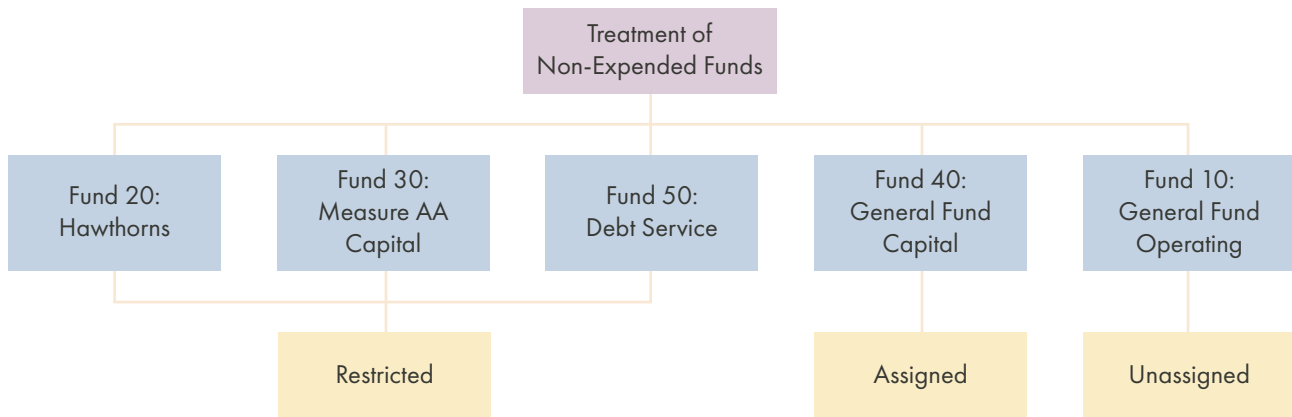 Treatment of
Non-Expended Funds
Fund 20:
Hawthorns
Fund 30:
Measure AA
Capital
Fund 50:
Debt Service
Fund 40:
General Fund
Capital
Fund 10:
General Fund
Operating
Restricted
Assigned
Unassigned